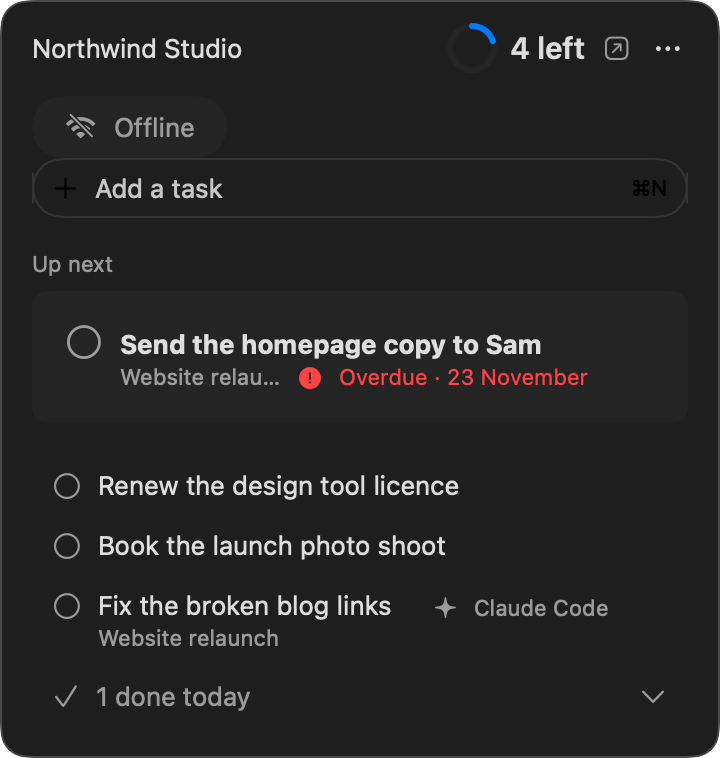 Northwind Studio 4 left
Offline
Add a task ⌘N
Up next
Send the homepage copy to Sam
Website relau... Overdue · 23 November
Renew the design tool licence
Book the launch photo shoot
Fix the broken blog links Claude Code
Website relaunch
1 done today